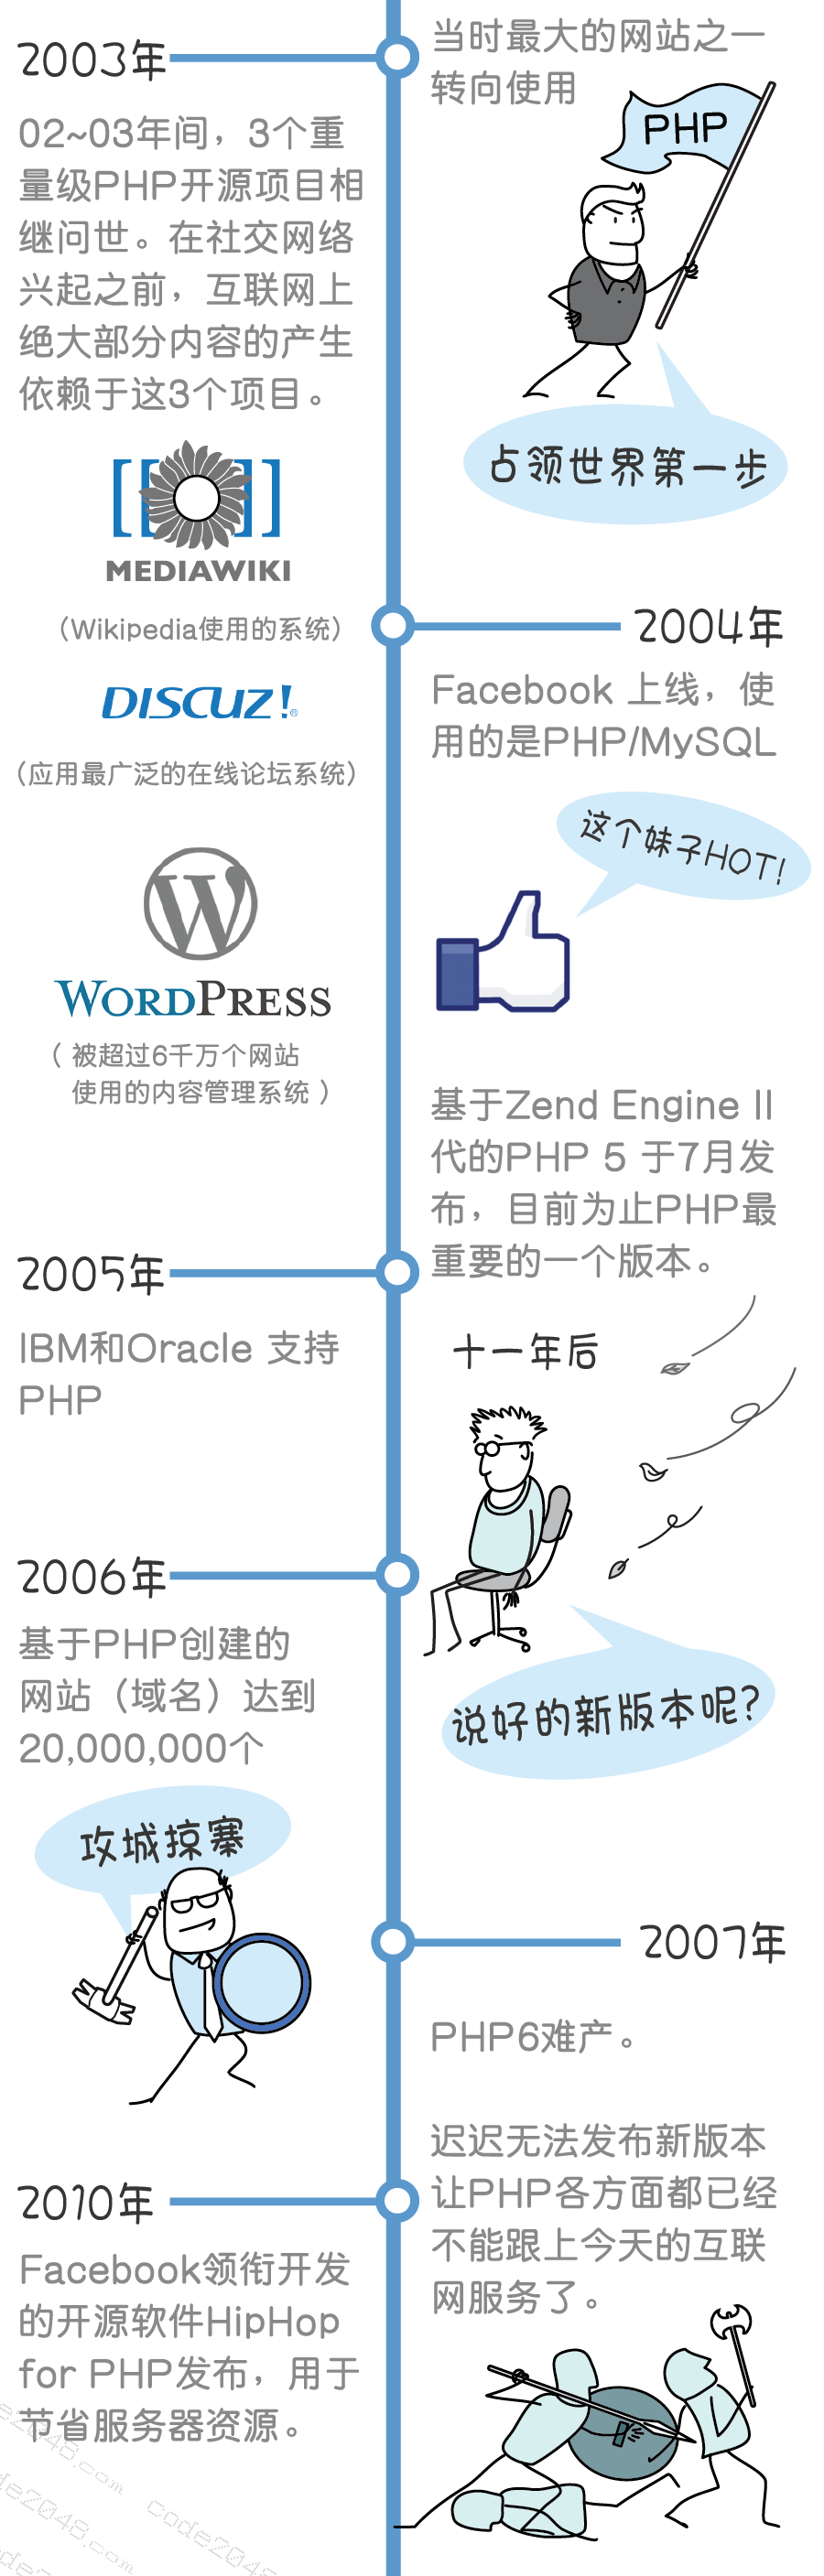 当时最大的网站之一
转向使用
PHP
占领世界第一步
2003年
02~03年间，3个重
量级PHP开源项目相
继问世。在社交网络
兴起之前，互联网上
绝大部分内容的产生
依赖于这3个项目。
[[ ]]
MEDIAWIKI
（Wikipedia使用的系统）
DISCUZ!®
（应用最广泛的在线论坛系统）
W
WORDPRESS
（ 被超过6千万个网站
使用的内容管理系统 ）
2004年
Facebook 上线，使
用的是PHP/MySQL
这个妹子HOT!
基于Zend Engine II
代的PHP 5 于7月发
布，目前为止PHP最
重要的一个版本。
十一年后
说好的新版本呢?
2005年
IBM和Oracle 支持
PHP
2006年
基于PHP创建的
网站（域名）达到
20,000,000个
攻城掠寨
2007年
PHP6难产。
迟迟无法发布新版本
让PHP各方面都已经
不能跟上今天的互联
网服务了。
2010年
Facebook领衔开发
的开源软件HipHop
for PHP发布，用于
节省服务器资源。
code2048.com
code2048.com
code2048